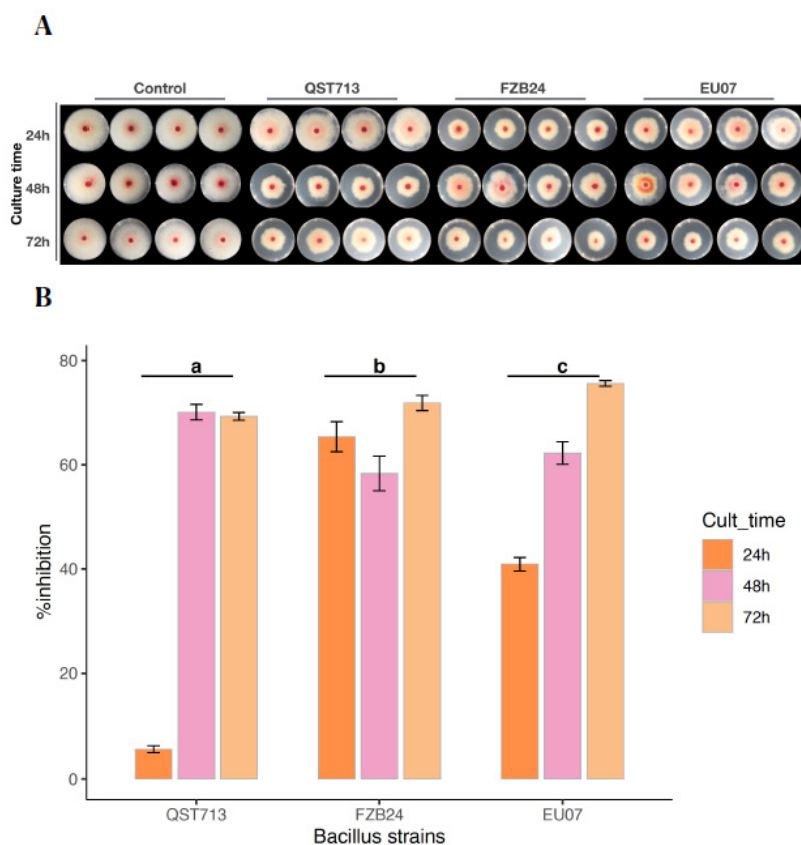 A
Control QST713 FZB24 EU07
Culture time
24h
48h
72h
B
%inhibition
80
60
40
20
0
a b c
QST713 FZB24 EU07
Bacillus strains
Cult_time
24h
48h
72h